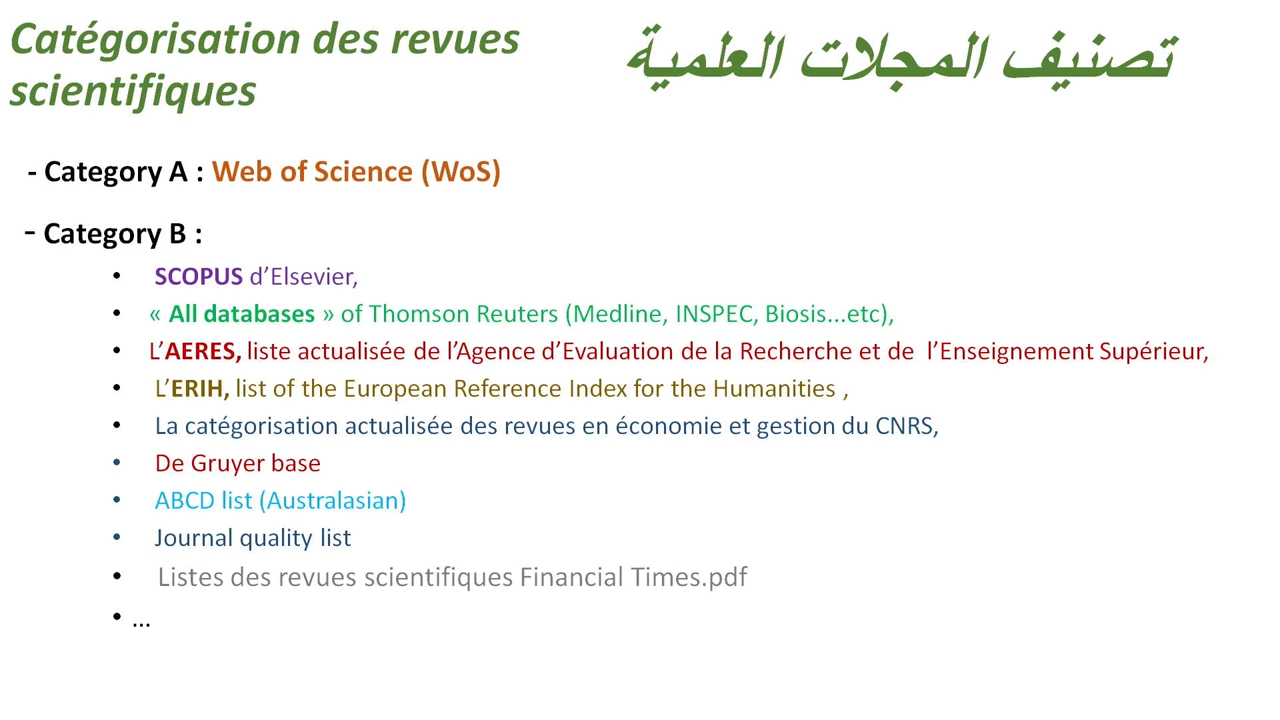 Catégorisation des revues
scientifiques
تصنيف المجلات العلمية
- Category A : Web of Science (WoS)
- Category B :
• SCOPUS d’Elsevier,
• « All databases » of Thomson Reuters (Medline, INSPEC, Biosis...etc),
• L’AERES, liste actualisée de l’Agence d’Evaluation de la Recherche et de l’Enseignement Supérieur,
• L’ERIH, list of the European Reference Index for the Humanities ,
• La catégorisation actualisée des revues en économie et gestion du CNRS,
• De Gruyer base
• ABCD list (Australasian)
• Journal quality list
• Listes des revues scientifiques Financial Times.pdf
• ...